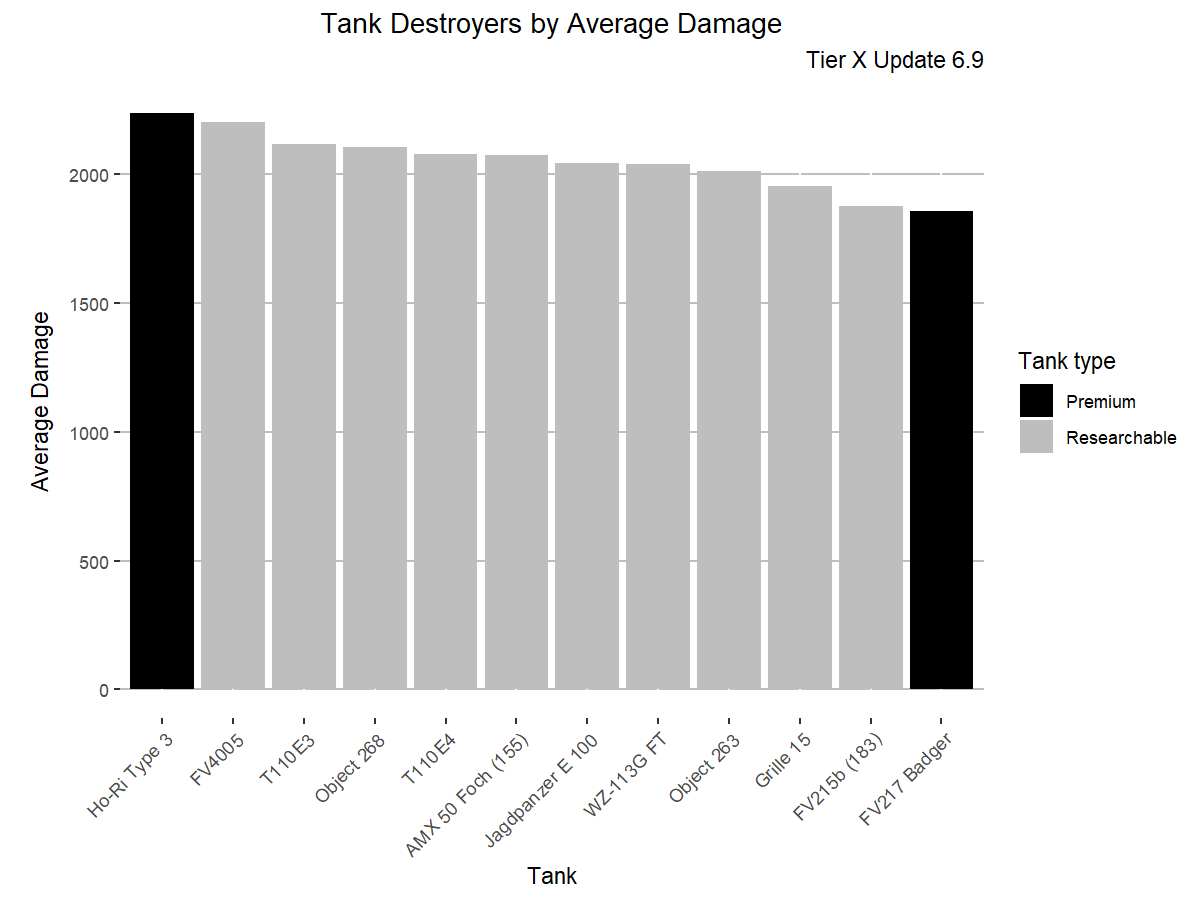 Tank Destroyers by Average Damage
Tier X Update 6.9
Average Damage
2000
1500
1000
500
0
Ho-Ri Type 3
FV4005
T110E3
Object 268
T110E4
AMX 50 Foch (155)
Jagdpanzer E 100
WZ-113G FT
Object 263
Grille 15
FV215b (183)
FV217 Badger
Tank
Tank type
Premium
Researchable